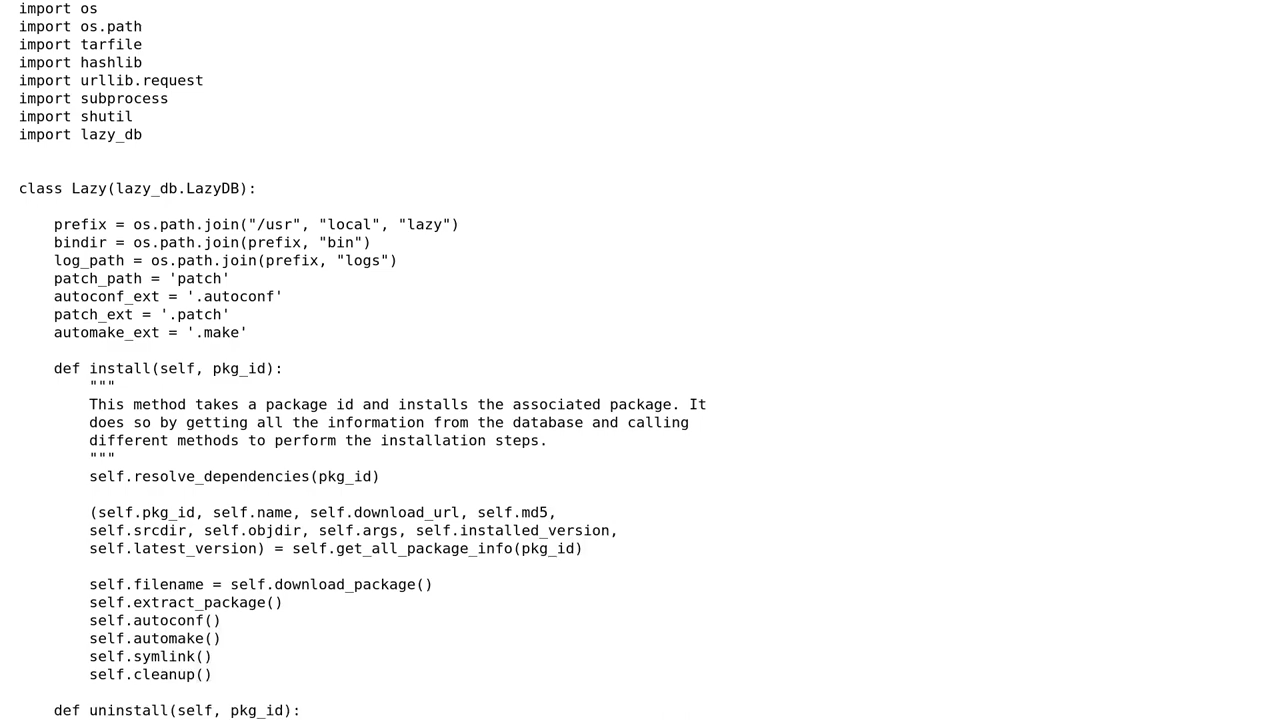 import os
import os.path
import tarfile
import hashlib
import urllib.request
import subprocess
import shutil
import lazy_db


class Lazy(lazy_db.LazyDB):

    prefix = os.path.join("/usr", "local", "lazy")
    bindir = os.path.join(prefix, "bin")
    log_path = os.path.join(prefix, "logs")
    patch_path = 'patch'
    autoconf_ext = '.autoconf'
    patch_ext = '.patch'
    automake_ext = '.make'

    def install(self, pkg_id):
        """
        This method takes a package id and installs the associated package. It
        does so by getting all the information from the database and calling
        different methods to perform the installation steps.
        """
        self.resolve_dependencies(pkg_id)

        (self.pkg_id, self.name, self.download_url, self.md5,
        self.srcdir, self.objdir, self.args, self.installed_version,
        self.latest_version) = self.get_all_package_info(pkg_id)

        self.filename = self.download_package()
        self.extract_package()
        self.autoconf()
        self.automake()
        self.symlink()
        self.cleanup()

    def uninstall(self, pkg_id):